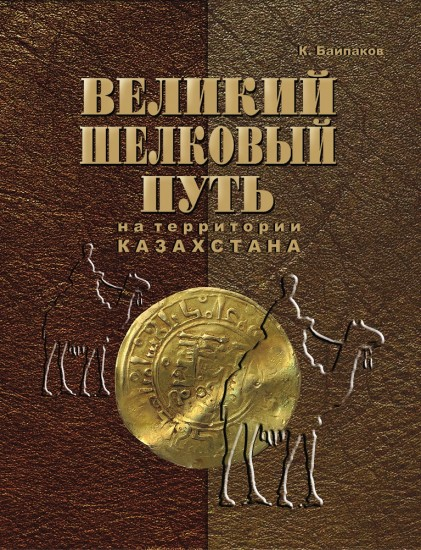 К. Байпаков
ВЕЛИКИЙ
ШЕЛКОВЫЙ
ПУТЬ
на территории
КАЗАХСТАНА